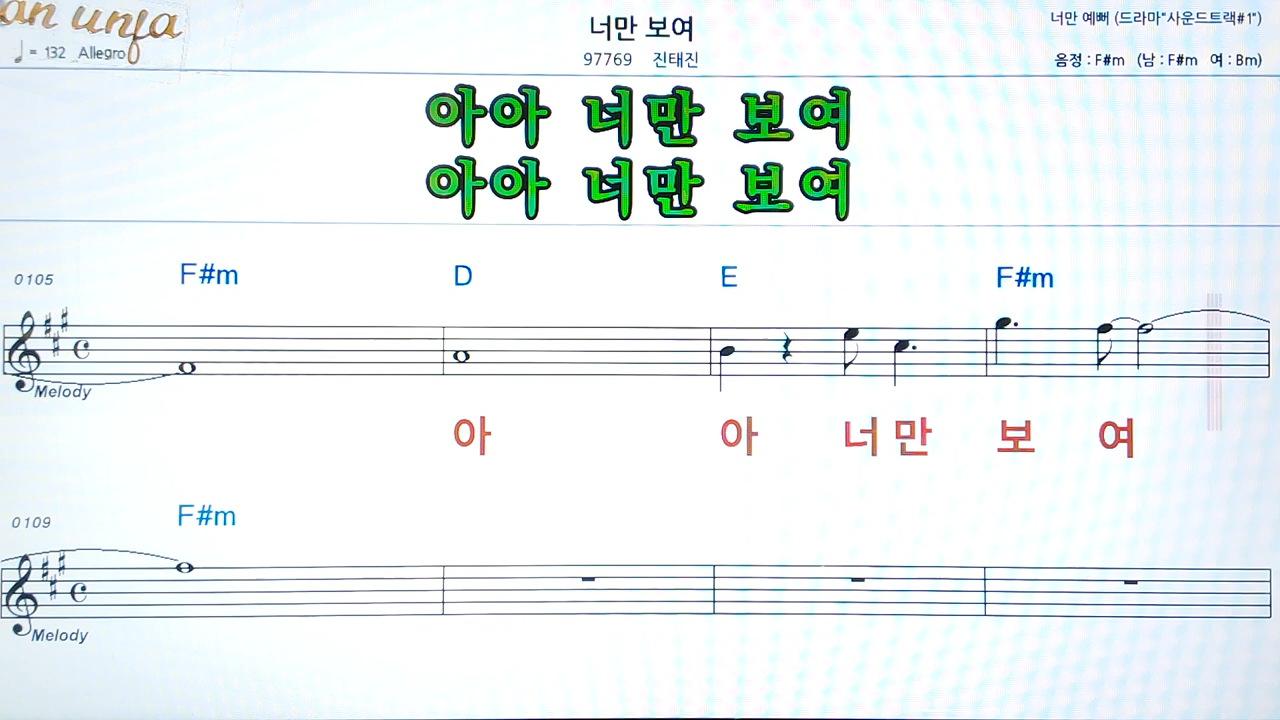 an unja
♩ = 132 Allegro
너만 보여
97769 진태진
너만 예뻐 (드라마"사운드트랙#1")
음정 : F#m (남 : F#m 여 : Bm)
아아 너만 보여
아아 너만 보여
0105 F#m D E F#m
Melody
아 아 너 만 보 여
0109 F#m
Melody